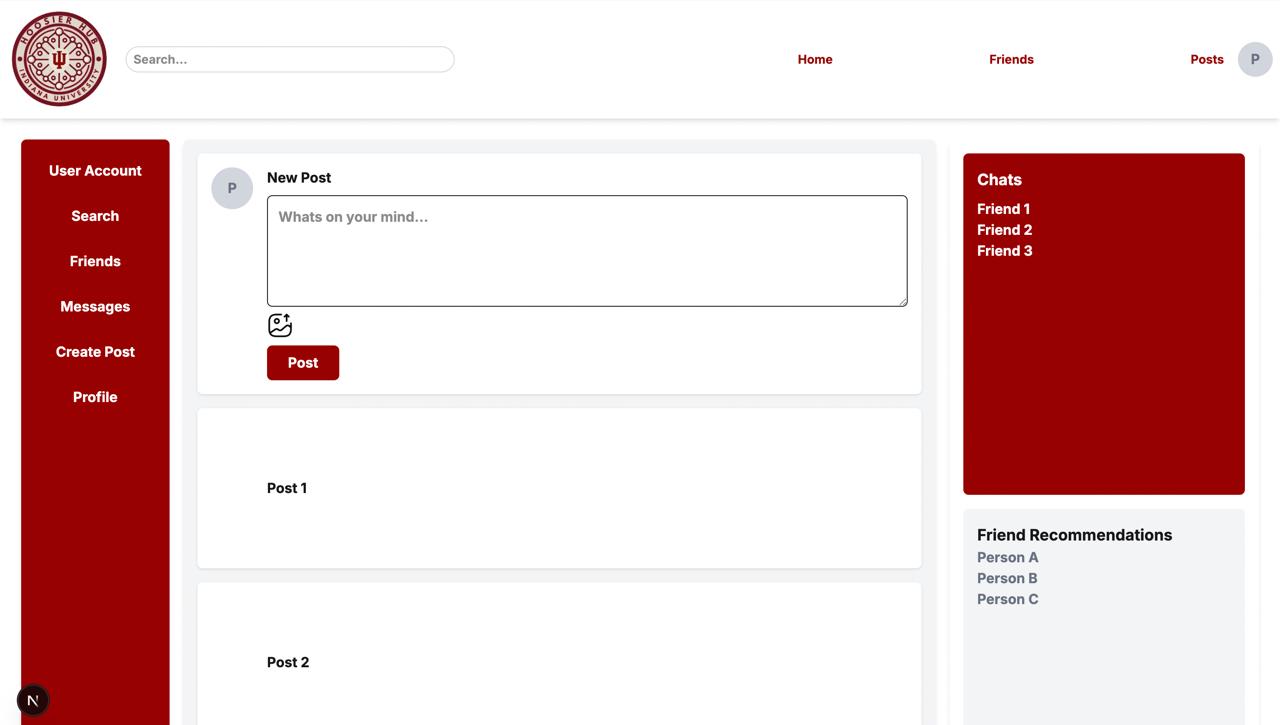 HOOSIER HUB
INDIANA UNIVERSITY
Search...
Home
Friends
Posts
P
User Account
Search
Friends
Messages
Create Post
Profile
P
New Post
Whats on your mind...
Post
Post 1
Post 2
Chats
Friend 1
Friend 2
Friend 3
Friend Recommendations
Person A
Person B
Person C
N